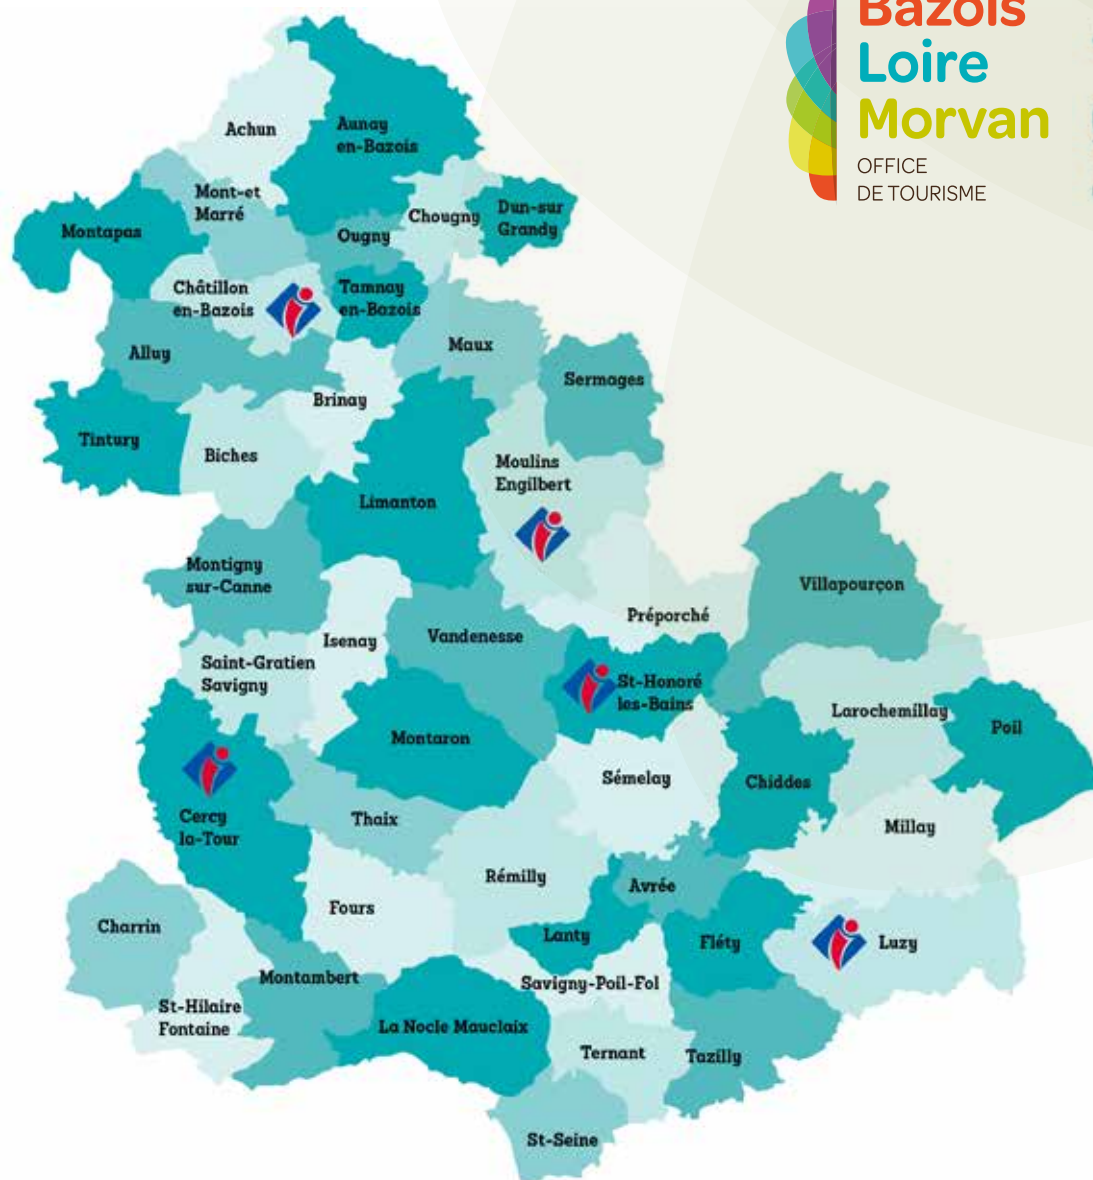 Bazois
Loire
Morvan
OFFICE
DE TOURISME
Achun
Aunay
en-Bazois
Mont-et
Marré
Montapas
Chougny
Dun-sur
Grandy
Ougny
Châtillon
en-Bazois
Tamnay
en-Bazois
Alluy
Maux
Sermages
Brinay
Tintury
Biches
Moulins
Engilbert
Limanton
Montigny
sur-Canne
Villapourçon
Préporché
Isenay
Vandenesse
Saint-Gratien
Savigny
St-Honoré
les-Bains
Larochemillay
Poil
Montaron
Sémelay
Chiddes
Cercy
la-Tour
Thaix
Millay
Rémilly
Avrée
Fours
Charrin
Lanty
Fléty
Luzy
Montambert
Savigny-Poil-Fol
St-Hilaire
Fontaine
La Nocle Mauclaix
Ternant
Tazilly
St-Seine